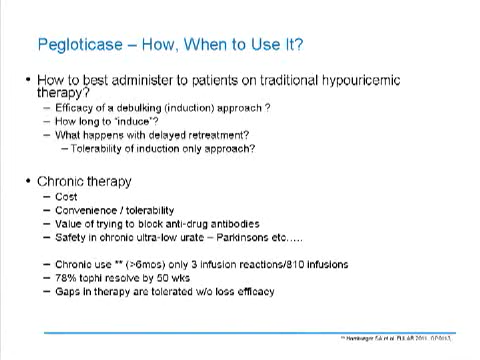 Pegloticase – How, When to Use It?
• How to best administer to patients on traditional hypouricemic
therapy?
– Efficacy of a debulking (induction) approach ?
– How long to "induce"?
– What happens with delayed retreatment?
– Tolerability of induction only approach?
• Chronic therapy
– Cost
– Convenience / tolerability
– Value of trying to block anti-drug antibodies
– Safety in chronic ultra-low urate – Parkinsons etc.....
– Chronic use ** (>6mos) only 3 infusion reactions/810 infusions
– 78% tophi resolve by 50 wks
– Gaps in therapy are tolerated w/o loss efficacy